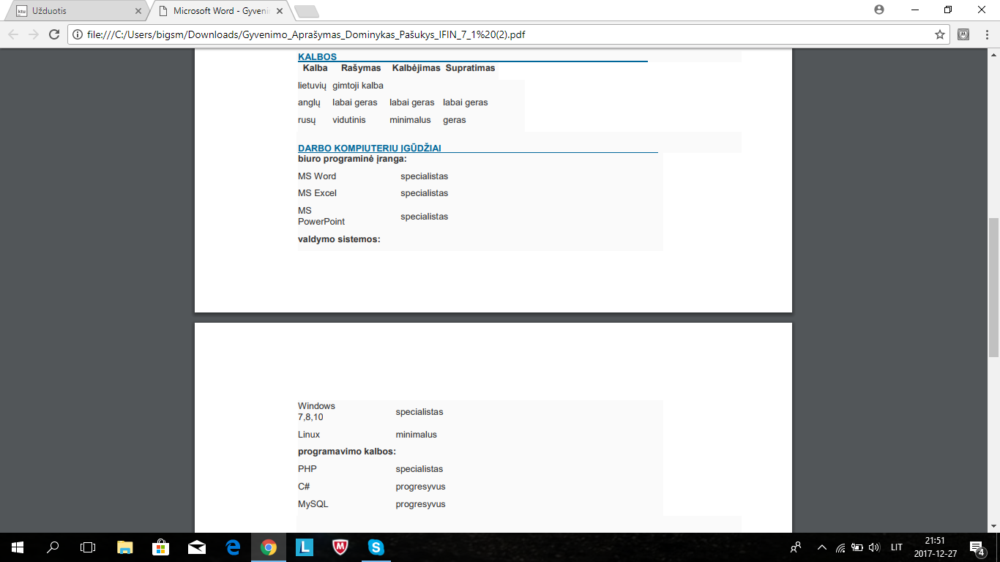 ktu Užduotis
Microsoft Word - Gyveni
file:///C:/Users/bigsm/Downloads/Gyvenimo_Aprašymas_Dominykas_Pašukys_IFIN_7_1%20(2).pdf
KALBOS
Kalba Rašymas Kalbėjimas Supratimas
lietuvių gimtoji kalba
anglų labai geras labai geras labai geras
rusų vidutinis minimalus geras
DARBO KOMPIUTERIU ĮGŪDŽIAI
biuro programinė įranga:
MS Word specialistas
MS Excel specialistas
MS
PowerPoint specialistas
valdymo sistemos:
Windows
7,8,10 specialistas
Linux minimalus
programavimo kalbos:
PHP specialistas
C# progresyvus
MySQL progresyvus
L M S LIT 21:51
2017-12-27 4